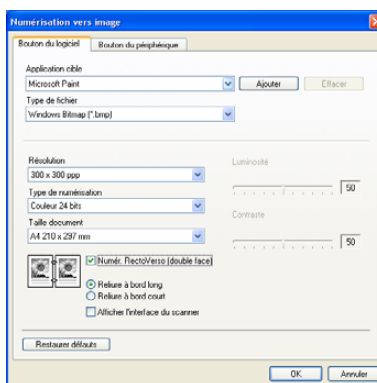 Numérisation vers image
Bouton du logiciel
Bouton du périphérique
Application cible
Microsoft Paint
Ajouter
Effacer
Type de fichier
Windows Bitmap (*.bmp)
Résolution
300 x 300 ppp
Type de numérisation
Couleur 24 bits
Taille document
A4 210 x 297 mm
Luminosité
50
Contraste
50
Numér. RectoVerso (double face)
Reliure à bord long
Reliure à bord court
Afficher l'interface du scanner
Restaurer défauts
OK
Annuler